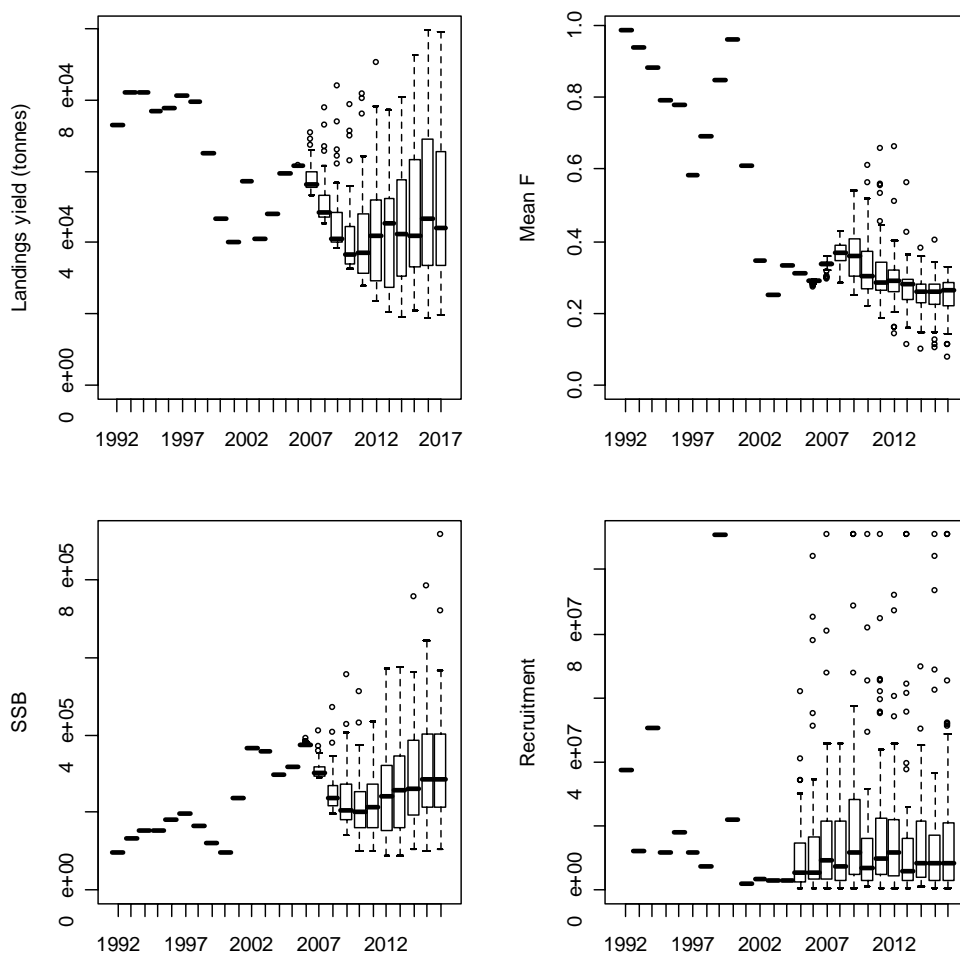 Landings yield (tonnes)
8 e+04
4 e+04
0 e+00
1992 1997 2002 2007 2012 2017
Mean F
1.0
0.8
0.6
0.4
0.2
0.0
1992 1997 2002 2007 2012
SSB
8 e+05
4 e+05
0 e+00
1992 1997 2002 2007 2012
Recruitment
8 e+07
4 e+07
0 e+00
1992 1997 2002 2007 2012